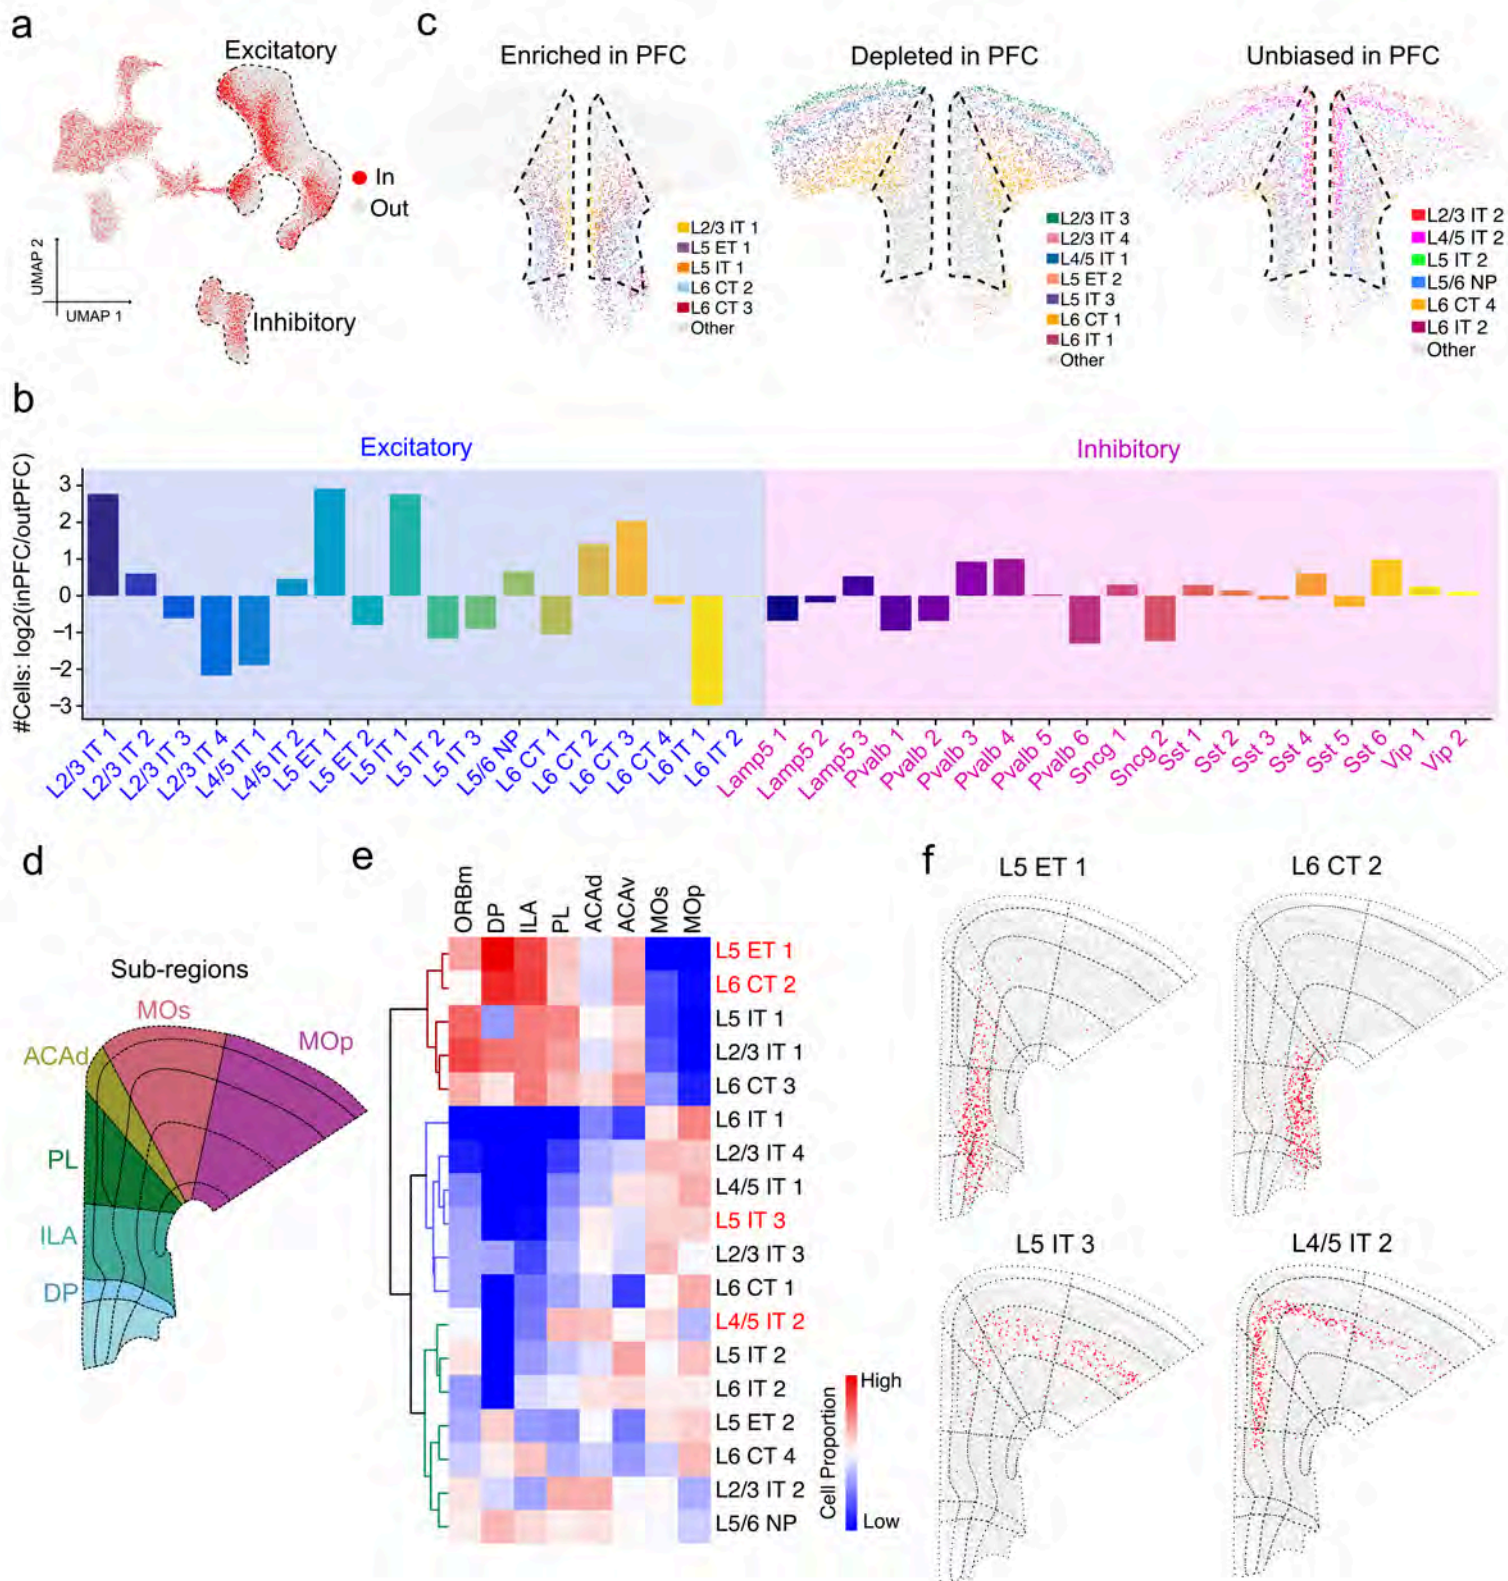 a
Excitatory
In
Out
UMAP 2
UMAP 1
Inhibitory
c
Enriched in PFC
L2/3 IT 1
L5 ET 1
L5 IT 1
L6 CT 2
L6 CT 3
Other
Depleted in PFC
L2/3 IT 3
L2/3 IT 4
L4/5 IT 1
L5 ET 2
L5 IT 3
L6 CT 1
L6 IT 1
Other
Unbiased in PFC
L2/3 IT 2
L4/5 IT 2
L5 IT 2
L5/6 NP
L6 CT 4
L6 IT 2
Other
b
Excitatory
Inhibitory
#Cells: log2(inPFC/outPFC)
3
2
1
0
−1
−2
−3
L2/3 IT 1
L2/3 IT 2
L2/3 IT 3
L2/3 IT 4
L4/5 IT 1
L4/5 IT 2
L5 ET 1
L5 ET 2
L5 IT 1
L5 IT 2
L5 IT 3
L5/6 NP
L6 CT 1
L6 CT 2
L6 CT 3
L6 CT 4
L6 IT 1
L6 IT 2
Lamp5 1
Lamp5 2
Lamp5 3
Pvalb 1
Pvalb 2
Pvalb 3
Pvalb 4
Pvalb 5
Pvalb 6
Sncg 1
Sncg 2
Sst 1
Sst 2
Sst 3
Sst 4
Sst 5
Sst 6
Vip 1
Vip 2
d
Sub-regions
MOs
MOp
ACAd
PL
ILA
DP
e
ORBm
DP
ILA
PL
ACAd
ACAv
MOs
MOp
L5 ET 1
L6 CT 2
L5 IT 1
L2/3 IT 1
L6 CT 3
L6 IT 1
L2/3 IT 4
L4/5 IT 1
L5 IT 3
L2/3 IT 3
L6 CT 1
L4/5 IT 2
L5 IT 2
L6 IT 2
L5 ET 2
L6 CT 4
L2/3 IT 2
L5/6 NP
Cell Proportion
High
Low
f
L5 ET 1
L6 CT 2
L5 IT 3
L4/5 IT 2